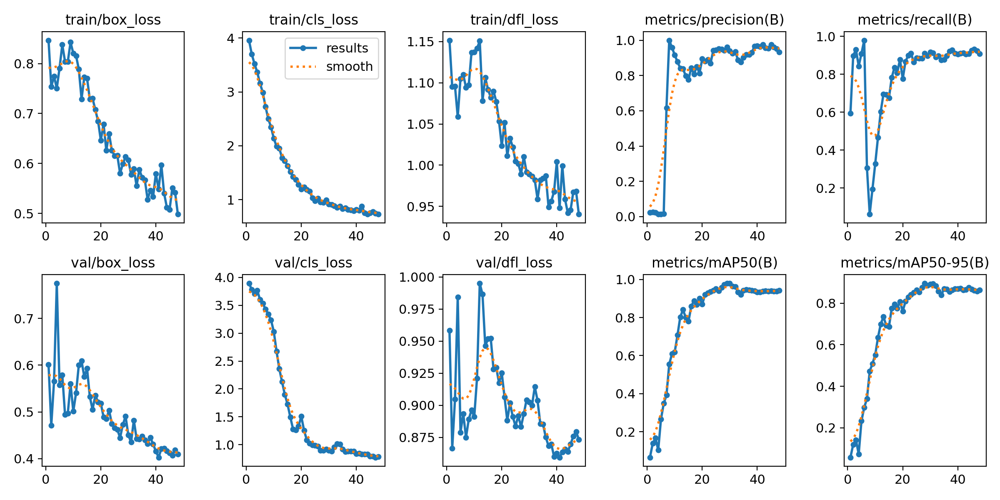 train/box_loss
0.8
0.7
0.6
0.5
0 20 40
train/cls_loss
results
smooth
4
3
2
1
0 20 40
train/dfl_loss
1.15
1.10
1.05
1.00
0.95
0 20 40
metrics/precision(B)
1.0
0.8
0.6
0.4
0.2
0.0
0 20 40
metrics/recall(B)
1.0
0.8
0.6
0.4
0.2
0 20 40
val/box_loss
0.7
0.6
0.5
0.4
0 20 40
val/cls_loss
4.0
3.5
3.0
2.5
2.0
1.5
1.0
0 20 40
val/dfl_loss
1.000
0.975
0.950
0.925
0.900
0.875
0 20 40
metrics/mAP50(B)
1.0
0.8
0.6
0.4
0.2
0 20 40
metrics/mAP50-95(B)
0.8
0.6
0.4
0.2
0 20 40